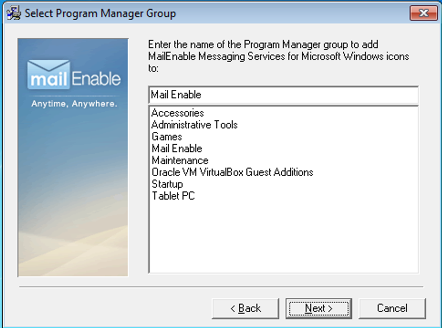 Select Program Manager Group
mail Enable
Anytime, Anywhere.
Enter the name of the Program Manager group to add
MailEnable Messaging Services for Microsoft Windows icons
to:
Mail Enable
Accessories
Administrative Tools
Games
Mail Enable
Maintenance
Oracle VM VirtualBox Guest Additions
Startup
Tablet PC
< Back
Next >
Cancel